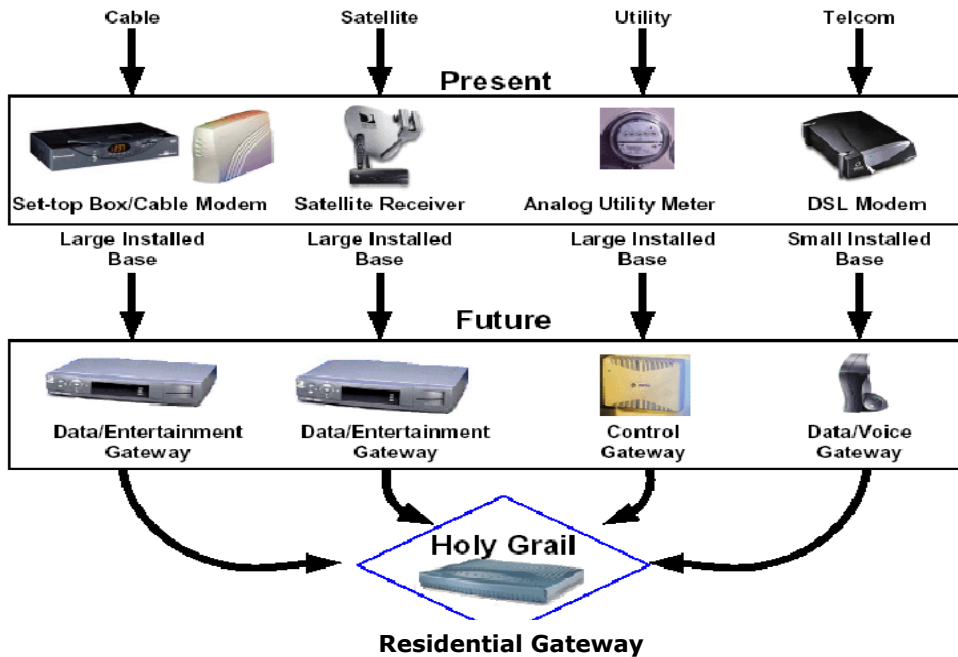 Cable Satellite Utility Telcom
Present
Set-top Box/Cable Modem Satellite Receiver Analog Utility Meter DSL Modem
Large Installed Large Installed Large Installed Small Installed
Base Base Base Base
Future
Data/Entertainment Data/Entertainment Control Data/Voice
Gateway Gateway Gateway Gateway
Holy Grail
Residential Gateway